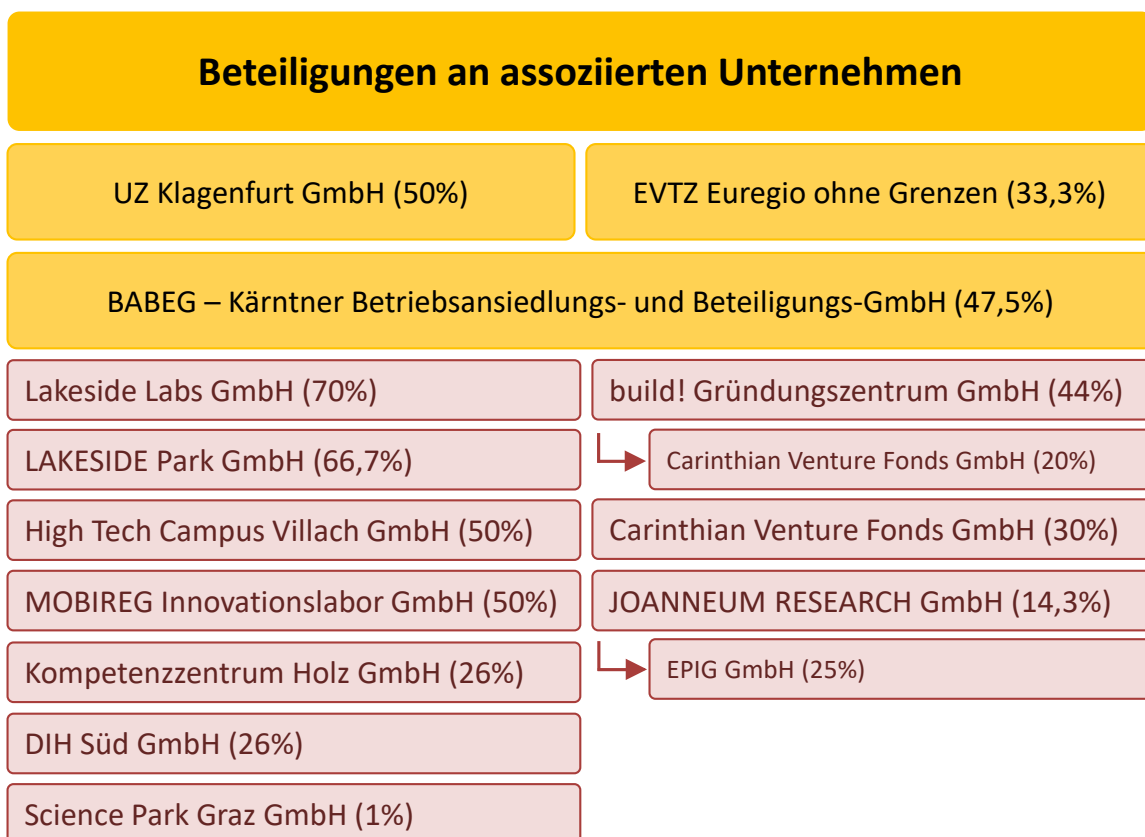 Beteiligungen an assoziierten Unternehmen
UZ Klagenfurt GmbH (50%)
EVTZ Euregio ohne Grenzen (33,3%)
BABEG – Kärntner Betriebsansiedlungs- und Beteiligungs-GmbH (47,5%)
Lakeside Labs GmbH (70%)
LAKESIDE Park GmbH (66,7%)
High Tech Campus Villach GmbH (50%)
MOBIREG Innovationslabor GmbH (50%)
Kompetenzzentrum Holz GmbH (26%)
DIH Süd GmbH (26%)
Science Park Graz GmbH (1%)
build! Gründungszentrum GmbH (44%)
Carinthian Venture Fonds GmbH (20%)
Carinthian Venture Fonds GmbH (30%)
JOANNEUM RESEARCH GmbH (14,3%)
EPIG GmbH (25%)